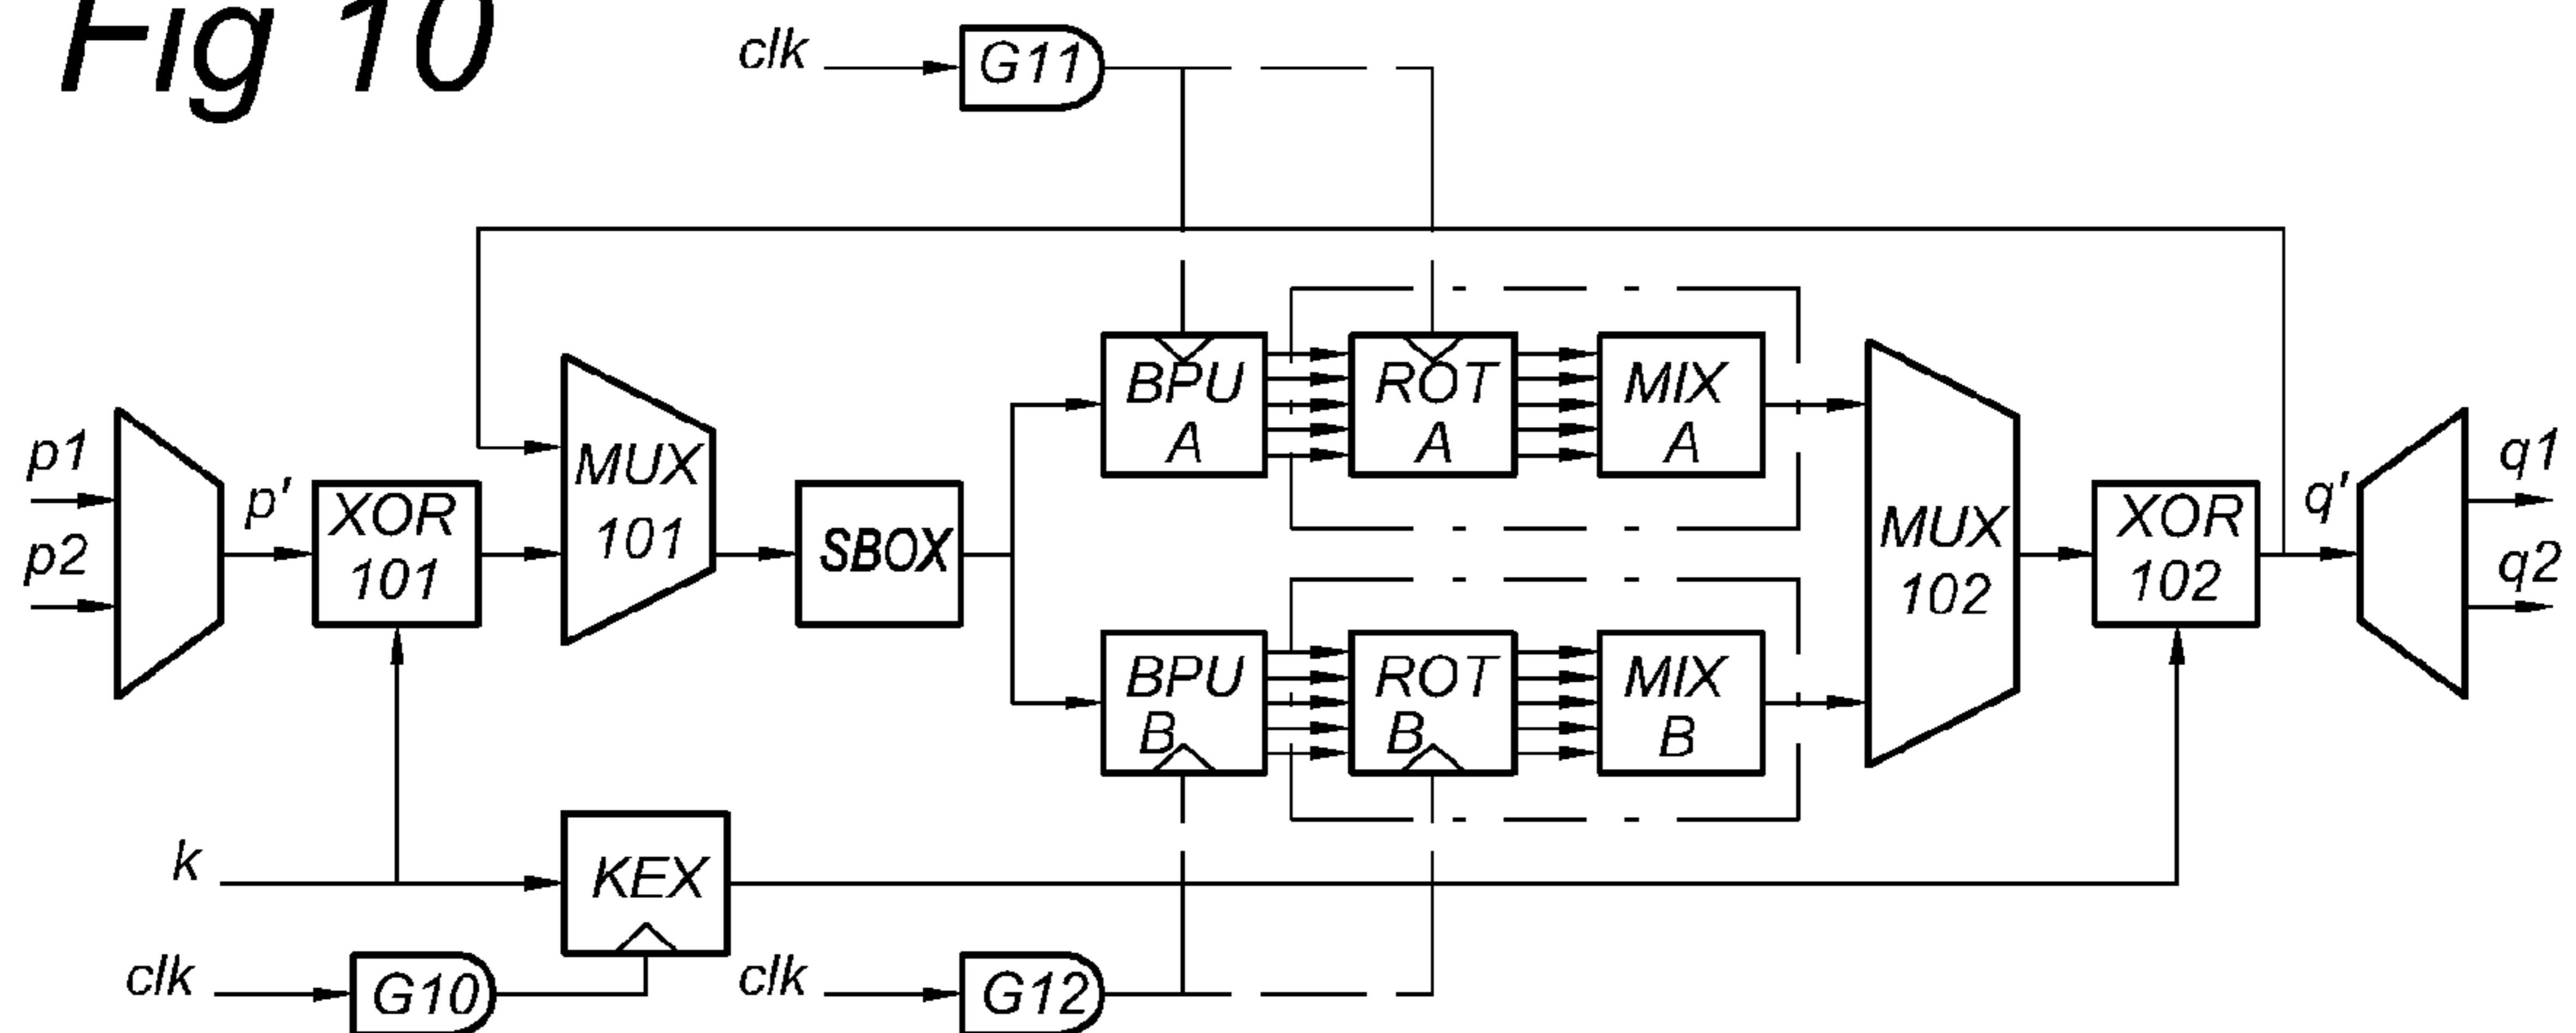 Fig 10
clk
G11
p1
p2
p'
XOR
101
MUX
101
SBOX
BPU
A
ROT
A
MIX
A
BPU
B
ROT
B
MIX
B
MUX
102
XOR
102
q'
q1
q2
k
KEX
clk
G10
clk
G12